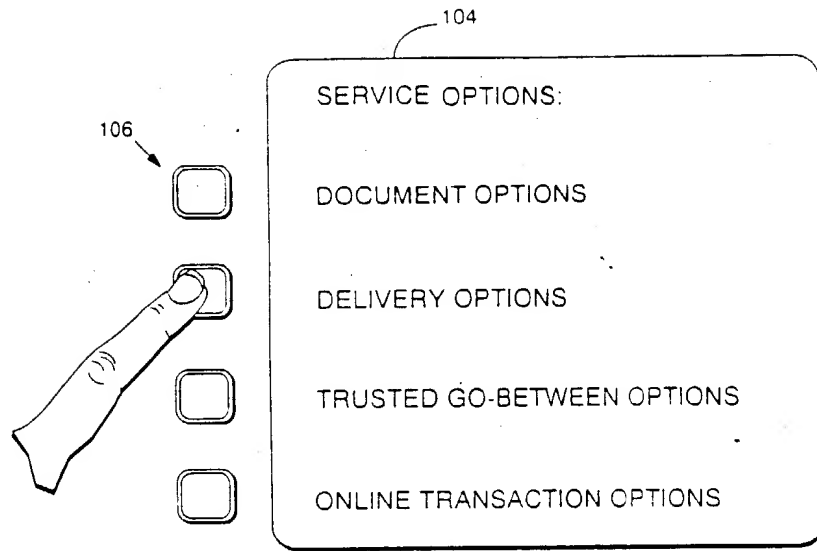 104
SERVICE OPTIONS:
106
DOCUMENT OPTIONS
DELIVERY OPTIONS
TRUSTED GO-BETWEEN OPTIONS
ONLINE TRANSACTION OPTIONS